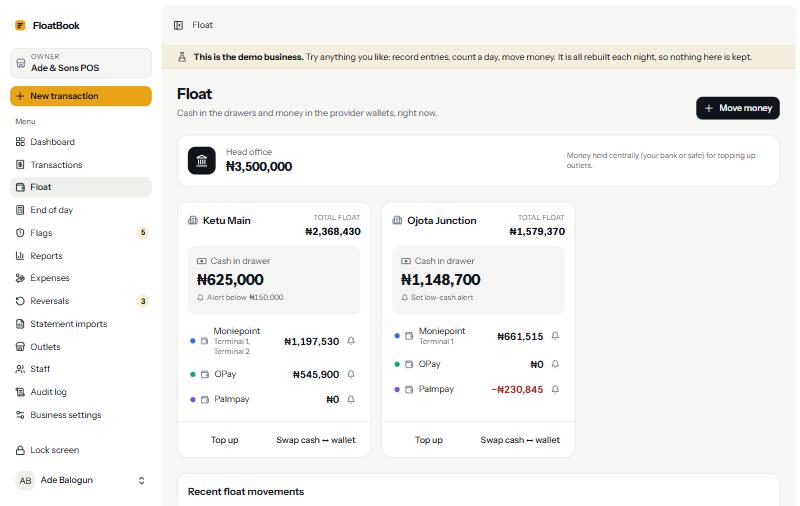 FloatBook
OWNER
Ade & Sons POS
New transaction
Menu
Dashboard
Transactions
Float
End of day
Flags 5
Reports
Expenses
Reversals 3
Statement imports
Outlets
Staff
Audit log
Business settings
Lock screen
AB Ade Balogun
Float
This is the demo business. Try anything you like: record entries, count a day, move money. It is all rebuilt each night, so nothing here is kept.
Float
Cash in the drawers and money in the provider wallets, right now.
Move money
Head office
₦3,500,000
Money held centrally (your bank or safe) for topping up
outlets.
Ketu Main
TOTAL FLOAT
₦2,368,430
Cash in drawer
₦625,000
Alert below ₦150,000
Moniepoint
Terminal 1,
Terminal 2
₦1,197,530
OPay ₦545,900
Palmpay ₦0
Top up Swap cash ↔ wallet
Ojota Junction
TOTAL FLOAT
₦1,579,370
Cash in drawer
₦1,148,700
Set low-cash alert
Moniepoint
Terminal 1
₦661,515
OPay ₦0
Palmpay −₦230,845
Top up Swap cash ↔ wallet
Recent float movements